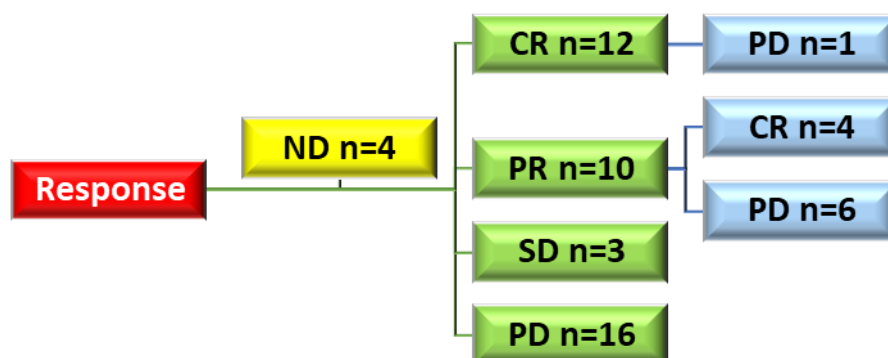 Response
ND n=4
CR n=12
PD n=1
PR n=10
CR n=4
PD n=6
SD n=3
PD n=16